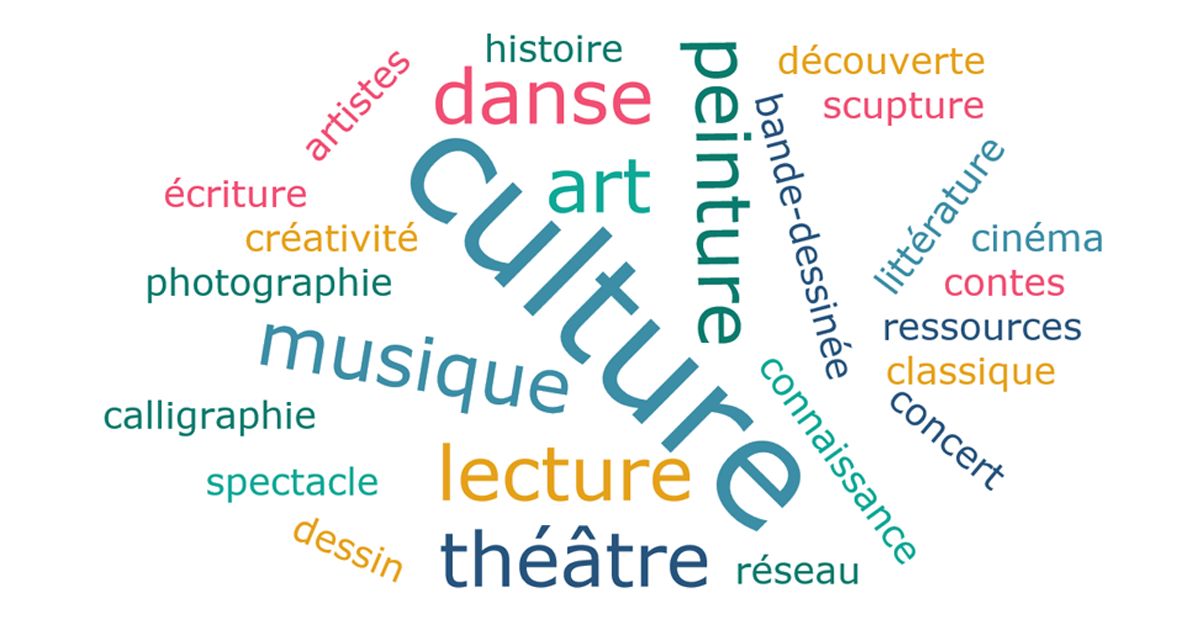 histoire
artistes
danse
peinture
découverte
scupture
bande-dessinée
culture
art
littérature
écriture
créativité
cinéma
photographie
contes
musique
ressources
classique
connaissance
concert
calligraphie
lecture
spectacle
dessin
théâtre
réseau